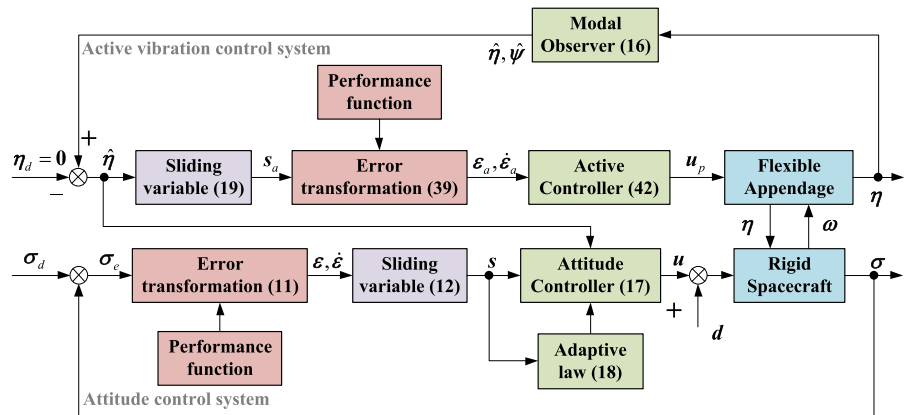 Active vibration control system
Modal
Observer (16)
η̂, ψ̂
Performance
function
+
η_d = 0
−
η̂
Sliding
variable (19)
s_a
Error
transformation (39)
ε_a, ε̇_a
Active
Controller (42)
u_p
Flexible
Appendage
η
η
ω
σ_d
σ_e
Error
transformation (11)
ε, ε̇
Sliding
variable (12)
s
Attitude
Controller (17)
u
+
d
Rigid
Spacecraft
σ
Performance
function
Adaptive
law (18)
Attitude control system